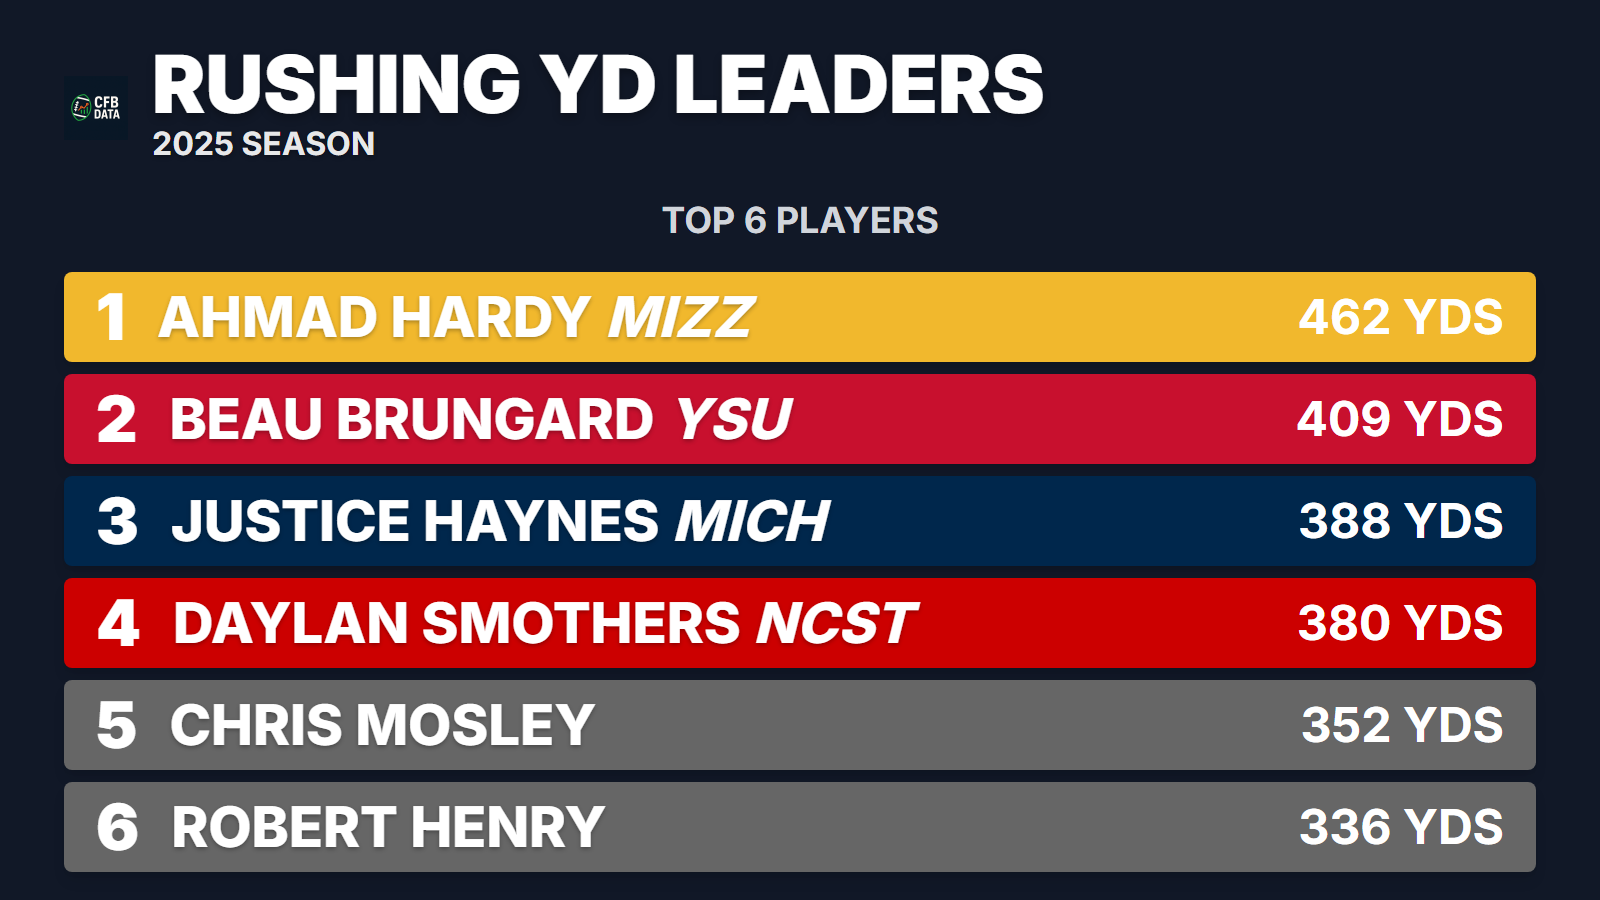 CFB
DATA
RUSHING YD LEADERS
2025 SEASON
TOP 6 PLAYERS
1 AHMAD HARDY MIZZ 462 YDS
2 BEAU BRUNGARD YSU 409 YDS
3 JUSTICE HAYNES MICH 388 YDS
4 DAYLAN SMOTHERS NCST 380 YDS
5 CHRIS MOSLEY 352 YDS
6 ROBERT HENRY 336 YDS